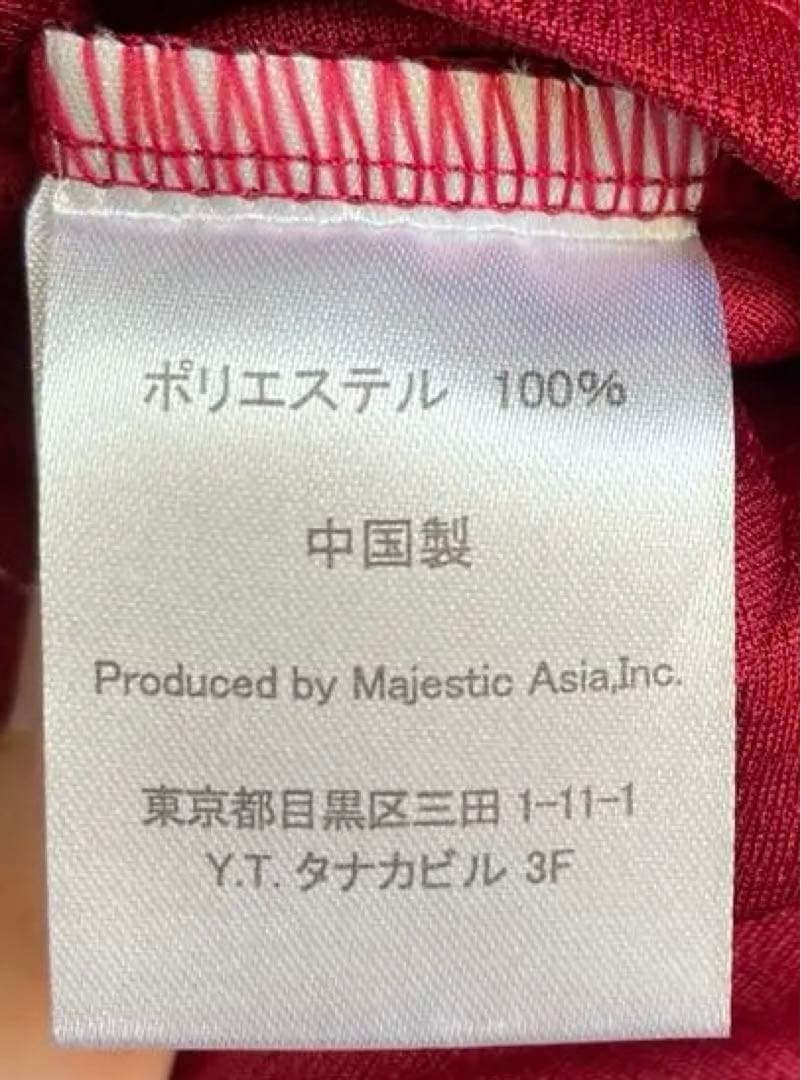 ポリエステル 100%
中国製
Produced by Majestic Asia,Inc.
東京都目黒区三田 1-11-1
Y.T. タナカビル 3F